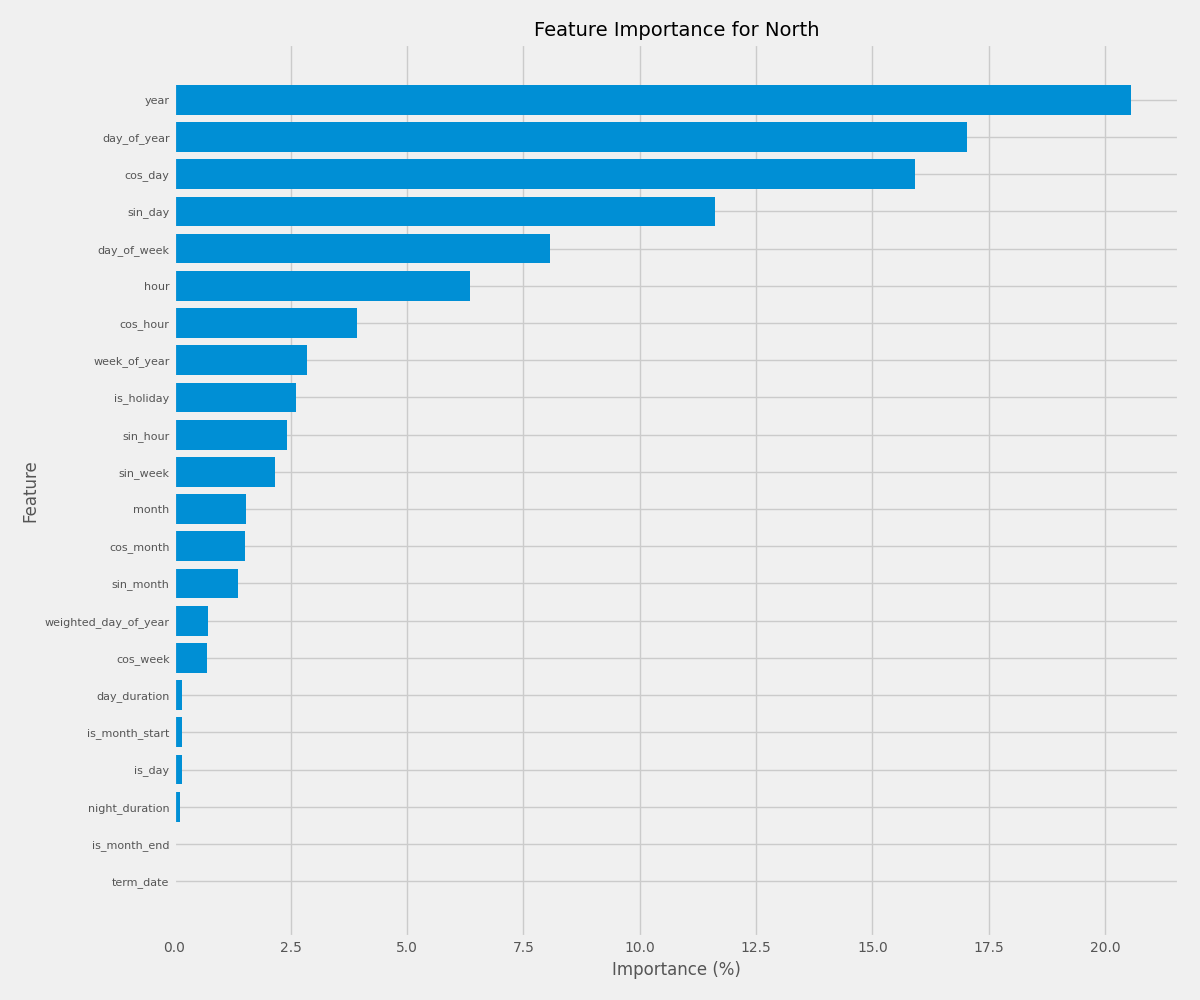 Feature Importance for North
Feature
year
day_of_year
cos_day
sin_day
day_of_week
hour
cos_hour
week_of_year
is_holiday
sin_hour
sin_week
month
cos_month
sin_month
weighted_day_of_year
cos_week
day_duration
is_month_start
is_day
night_duration
is_month_end
term_date
0.0 2.5 5.0 7.5 10.0 12.5 15.0 17.5 20.0
Importance (%)